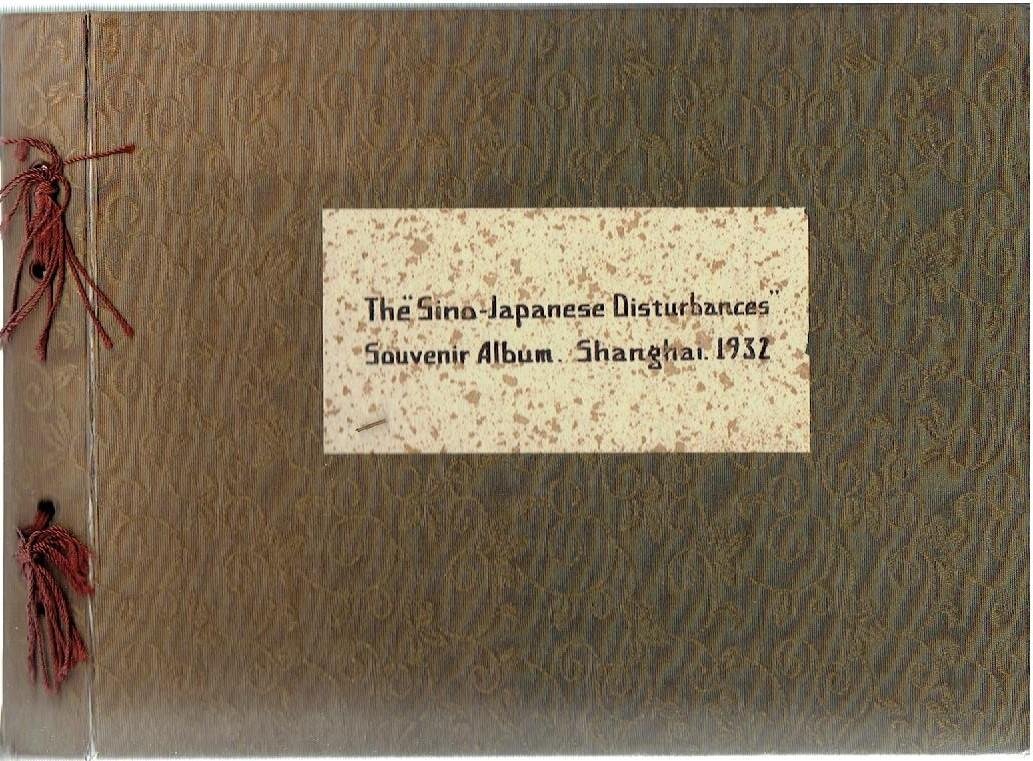 The "Sino-Japanese Disturbances"
Souvenir Album. Shanghai. 1932